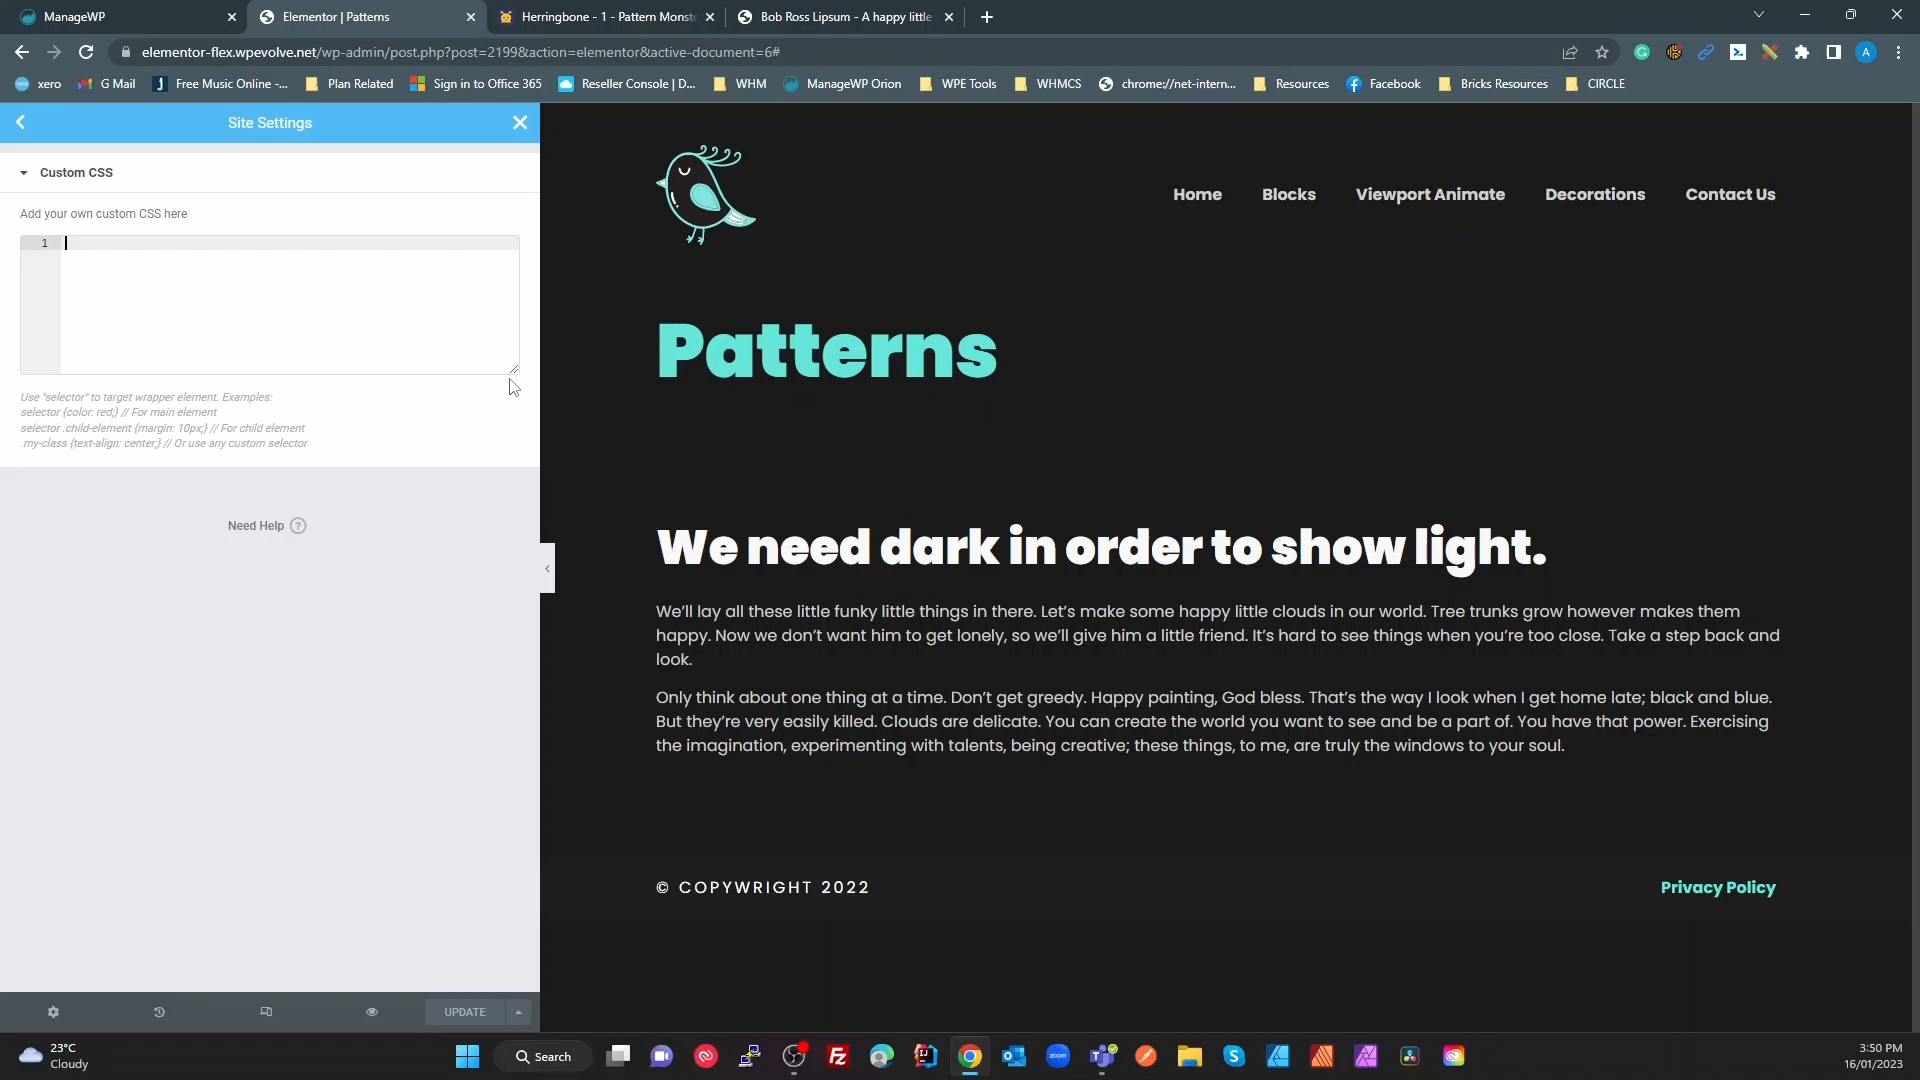 ManageWP
Elementor | Patterns
Herringbone - 1 - Pattern Monst
Bob Ross Lipsum - A happy little
elementor-flex.wpevolve.net/wp-admin/post.php?post=2199&action=elementor&active-document=6#
xero
G Mail
Free Music Online -...
Plan Related
Sign in to Office 365
Reseller Console | D...
WHM
ManageWP Orion
WPE Tools
WHMCS
chrome://net-intern...
Resources
Facebook
Bricks Resources
CIRCLE
Site Settings
Custom CSS
Add your own custom CSS here
1
Use "selector" to target wrapper element. Examples:
selector {color: red;} // For main element
selector .child-element {margin: 10px;} // For child element
.my-class {text-align: center;} // Or use any custom selector
Need Help ?
UPDATE
Home
Blocks
Viewport Animate
Decorations
Contact Us
Patterns
We need dark in order to show light.
We'll lay all these little funky little things in there. Let's make some happy little clouds in our world. Tree trunks grow however makes them
happy. Now we don't want him to get lonely, so we'll give him a little friend. It's hard to see things when you're too close. Take a step back and
look.
Only think about one thing at a time. Don't get greedy. Happy painting, God bless. That's the way I look when I get home late; black and blue.
But they're very easily killed. Clouds are delicate. You can create the world you want to see and be a part of. You have that power. Exercising
the imagination, experimenting with talents, being creative; these things, to me, are truly the windows to your soul.
© COPYWRIGHT 2022
Privacy Policy
23°C
Cloudy
Search
zoom
3:50 PM
16/01/2023